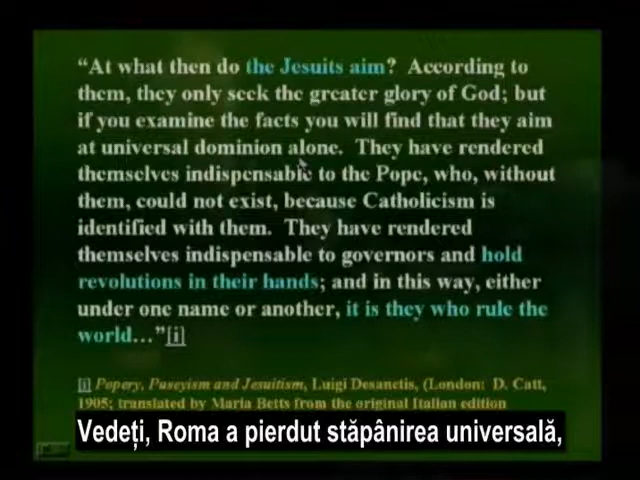 “At what then do the Jesuits aim? According to
them, they only seek the greater glory of God; but
if you examine the facts you will find that they aim
at universal dominion alone. They have rendered
themselves indispensable to the Pope, who, without
them, could not exist, because Catholicism is
identified with them. They have rendered
themselves indispensable to governors and hold
revolutions in their hands; and in this way, either
under one name or another, it is they who rule the
world…”[i]
[i] Popery, Puseyism and Jesuitism, Luigi Desanctis, (London: D. Catt,
1905; translated by Maria Betts from the original Italian edition
Vedeți, Roma a pierdut stăpânirea universală,